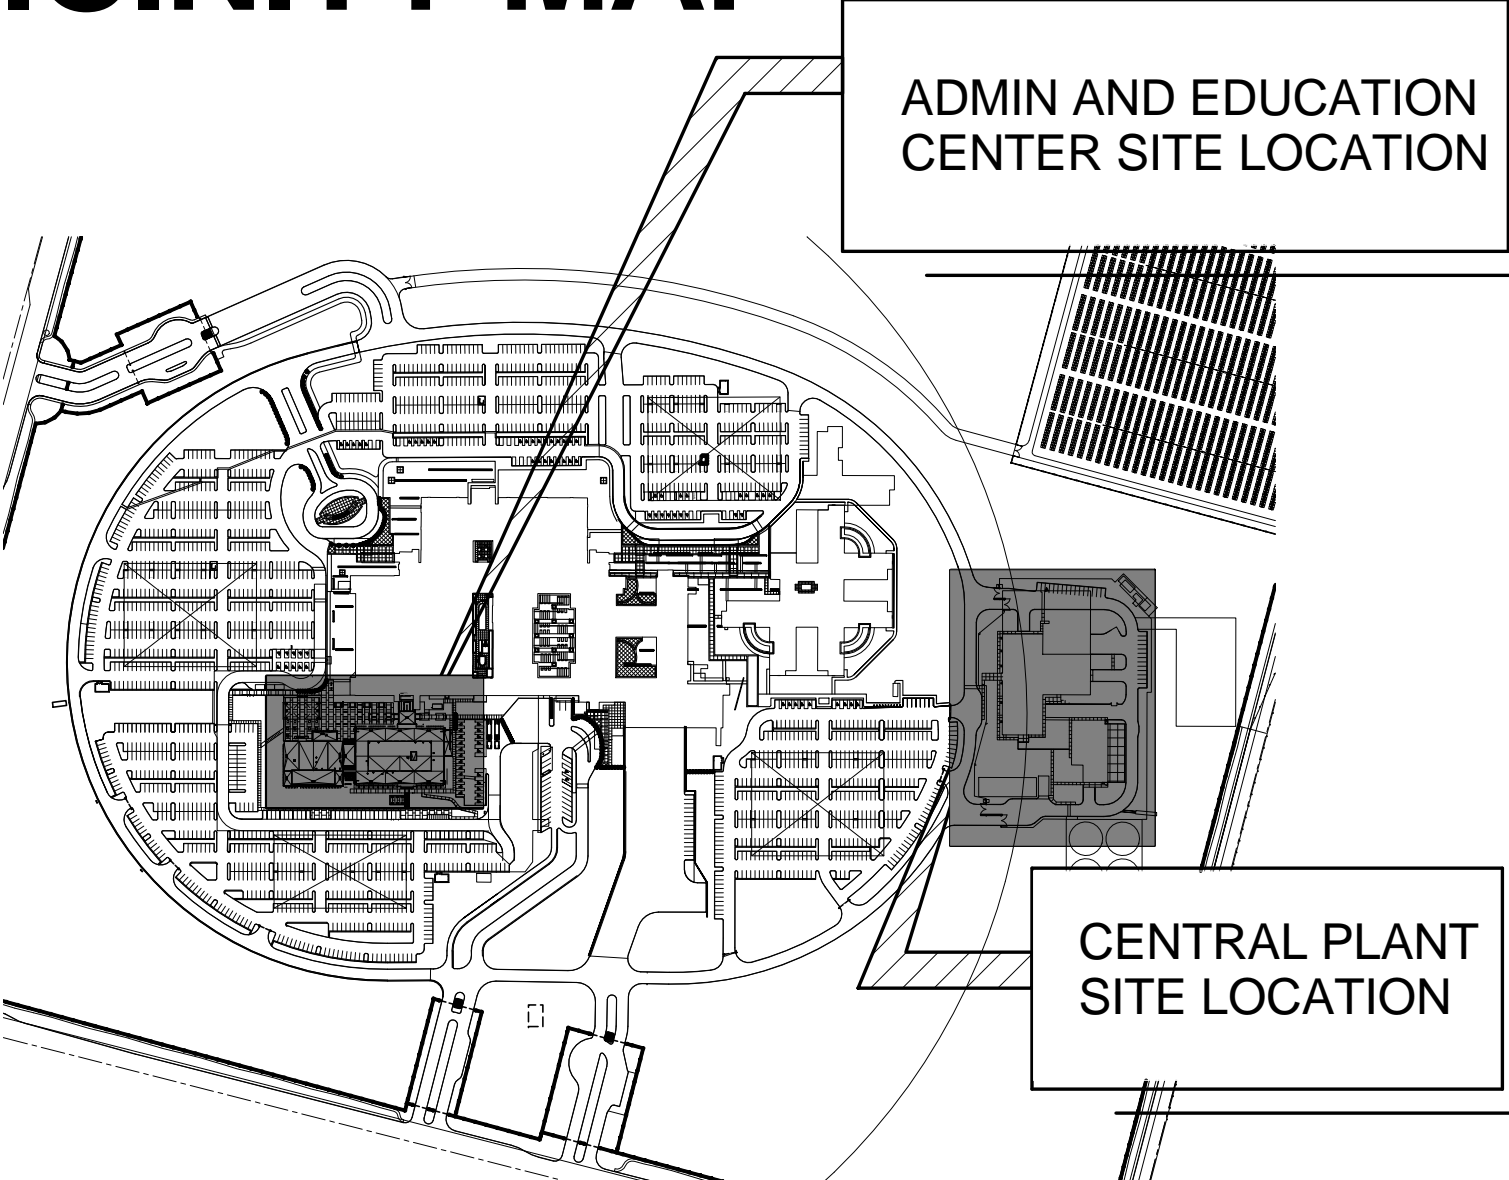 ADMIN AND EDUCATION
CENTER SITE LOCATION
CENTRAL PLANT
SITE LOCATION